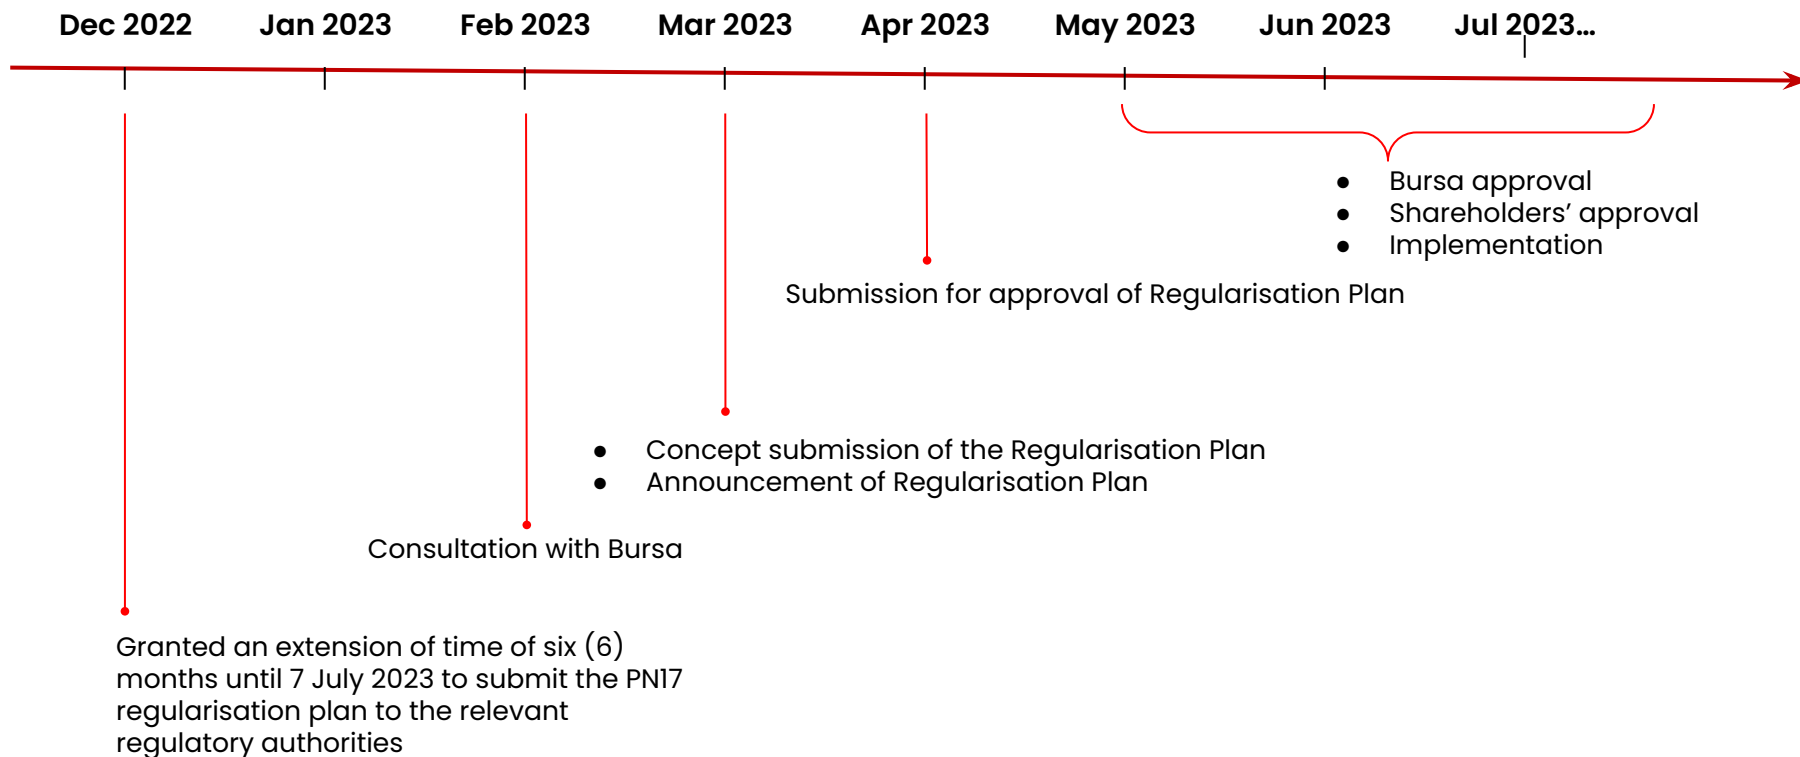 Dec 2022 Jan 2023 Feb 2023 Mar 2023 Apr 2023 May 2023 Jun 2023 Jul 2023...
● Bursa approval
● Shareholders’ approval
● Implementation
Submission for approval of Regularisation Plan
● Concept submission of the Regularisation Plan
● Announcement of Regularisation Plan
Consultation with Bursa
Granted an extension of time of six (6)
months until 7 July 2023 to submit the PN17
regularisation plan to the relevant
regulatory authorities